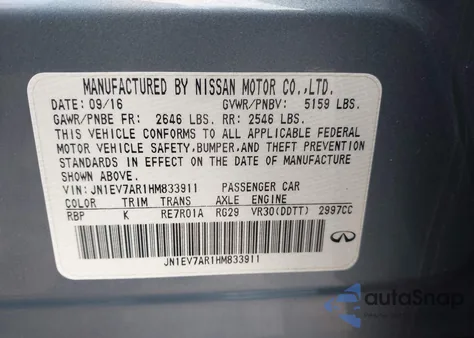 MANUFACTURED BY NISSAN MOTOR CO.,LTD.
DATE: 09/16 GVWR/PNBV: 5159 LBS.
GAWR/PNBE FR: 2646 LBS. RR: 2546 LBS.
THIS VEHICLE CONFORMS TO ALL APPLICABLE FEDERAL
MOTOR VEHICLE SAFETY,BUMPER,AND THEFT PREVENTION
STANDARDS IN EFFECT ON THE DATE OF MANUFACTURE
SHOWN ABOVE.
VIN: JN1EV7AR1HM833911 PASSENGER CAR
COLOR TRIM TRANS AXLE ENGINE
RBP K RE7R01A RG29 VR30(DDTT) 2997CC
JN1EV7AR1HM833911
autoSnap